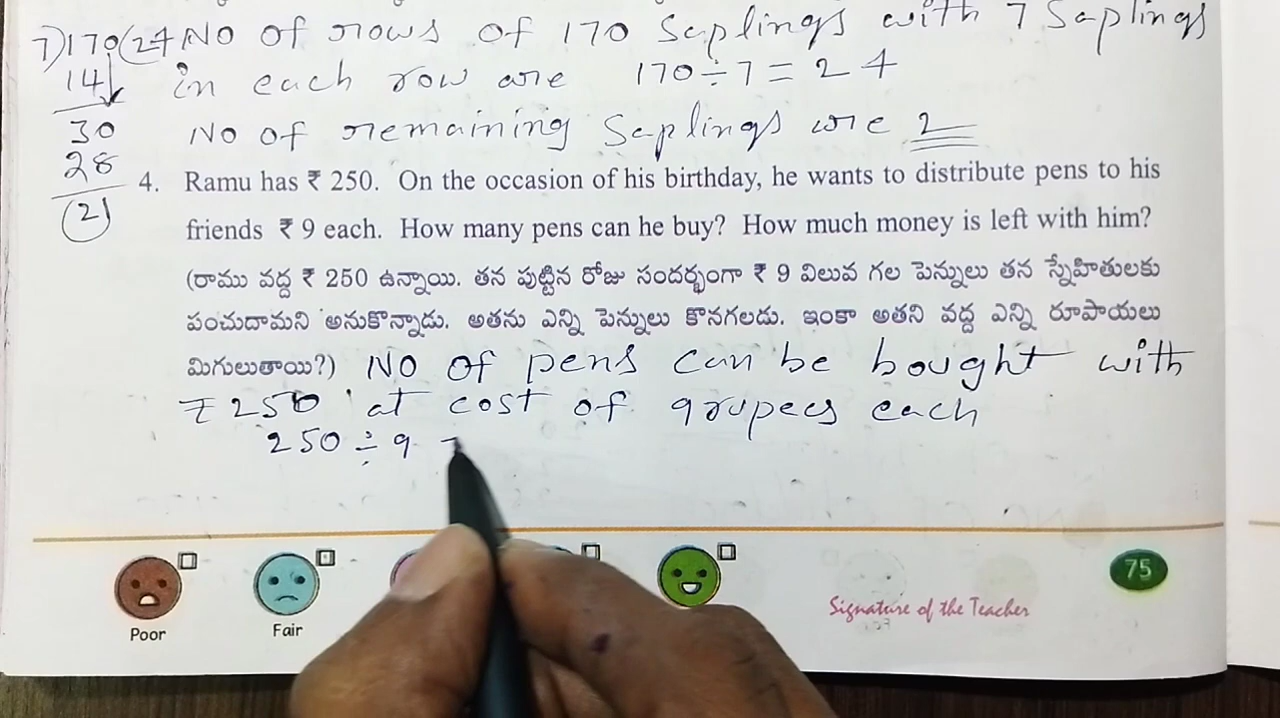 7)170(24 No of rows of 170 Saplings with 7 Saplings
14 in each row are 170÷7=24
30 No of remaining Saplings are 2
28
(2)
4. Ramu has ₹ 250. On the occasion of his birthday, he wants to distribute pens to his
friends ₹ 9 each. How many pens can he buy? How much money is left with him?
(రాము వద్ద ₹ 250 ఉన్నాయి. తన పుట్టిన రోజు సందర్భంగా ₹ 9 విలువ గల పెన్నులు తన స్నేహితులకు
పంచుదామని అనుకొన్నాడు. అతను ఎన్ని పెన్నులు కొనగలడు. ఇంకా అతని వద్ద ఎన్ని రూపాయలు
మిగులుతాయి?) No of pens can be bought with
₹250 at cost of 9rupees each
250 ÷ 9
Poor Fair
Signature of the Teacher
75